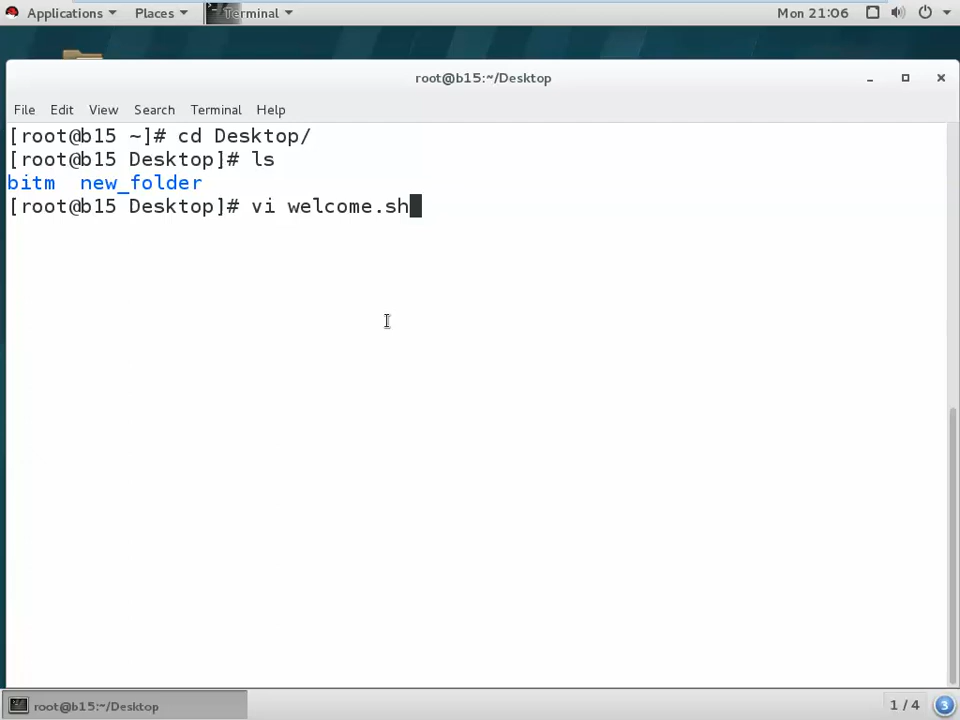 Applications Places Terminal Mon 21:06
root@b15:~/Desktop
File Edit View Search Terminal Help
[root@b15 ~]# cd Desktop/
[root@b15 Desktop]# ls
bitm new_folder
[root@b15 Desktop]# vi welcome.sh
root@b15:~/Desktop 1 / 4 3